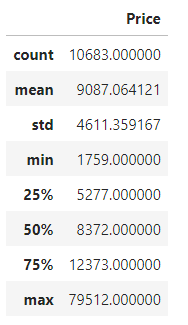 Price
count 10683.000000
mean 9087.064121
std 4611.359167
min 1759.000000
25% 5277.000000
50% 8372.000000
75% 12373.000000
max 79512.000000